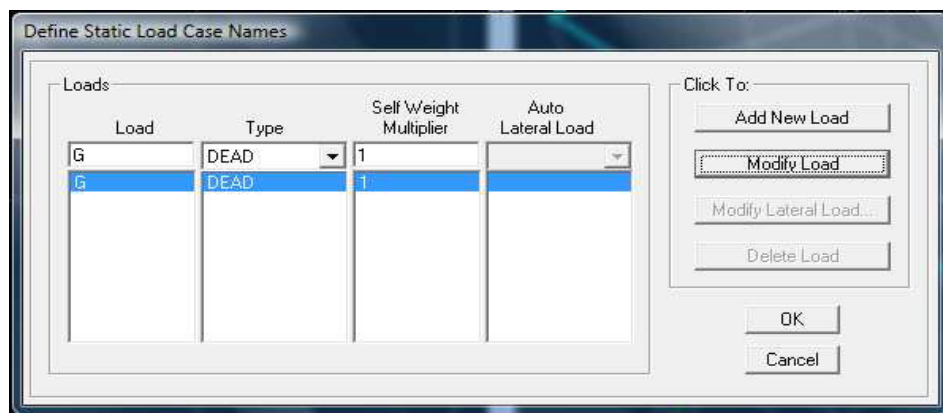 Define Static Load Case Names
Loads
Load Type Self Weight Multiplier Auto Lateral Load
G DEAD 1
G DEAD 1
Click To:
Add New Load
Modify Load
Modify Lateral Load...
Delete Load
OK
Cancel